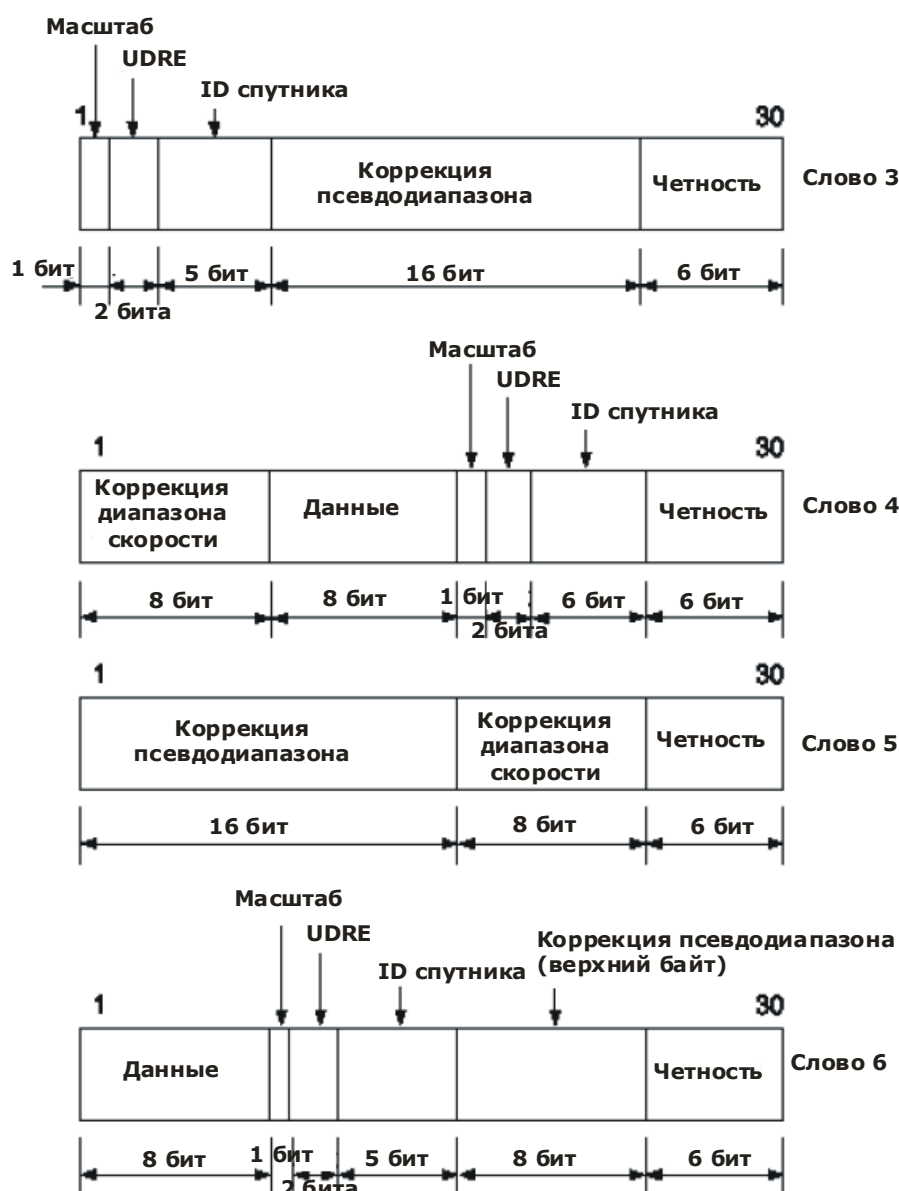 Масштаб
UDRE
ID спутника
1
30
Коррекция
псевдодиапазона
Четность
Слово 3
1 бит
2 бита
5 бит
16 бит
6 бит
Масштаб
UDRE
ID спутника
1
30
Коррекция
диапазона
скорости
Данные
Четность
Слово 4
8 бит
8 бит
1 бит
2 бита
6 бит
6 бит
1
30
Коррекция
псевдодиапазона
Коррекция
диапазона
скорости
Четность
Слово 5
16 бит
8 бит
6 бит
Масштаб
UDRE
ID спутника
Коррекция псевдодиапазона
(верхний байт)
1
30
Данные
Четность
Слово 6
8 бит
1 бит
2 бита
5 бит
8 бит
6 бит